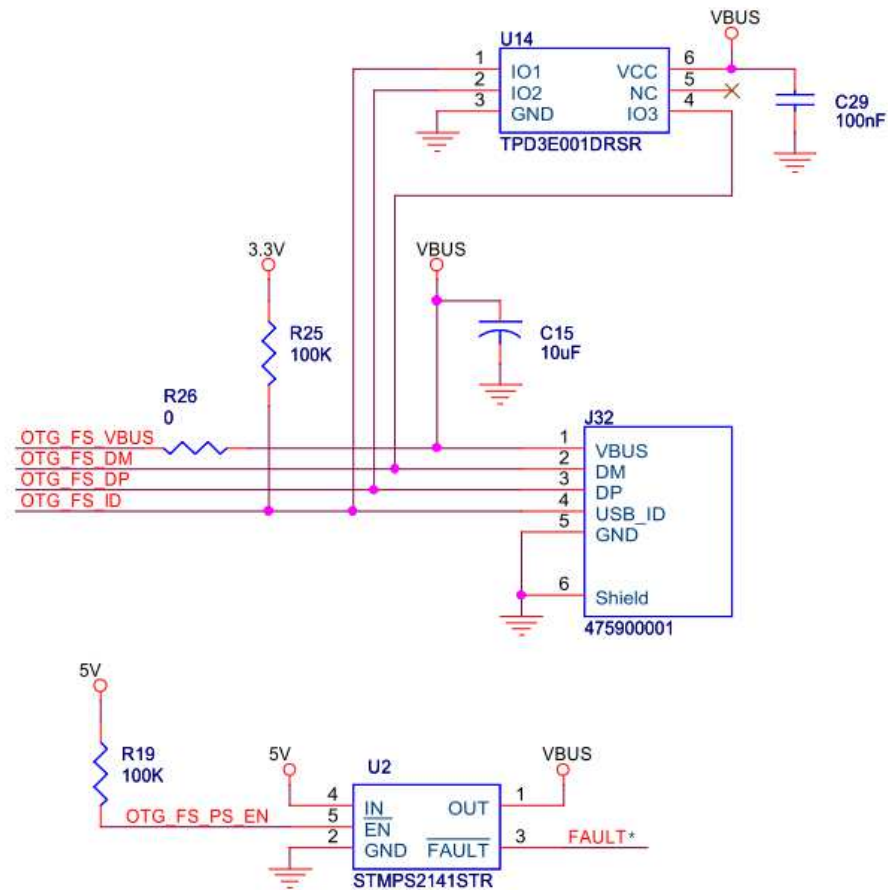 VBUS
U14
1 IO1 VCC 6
2 IO2 NC 5
3 GND IO3 4
TPD3E001DRSR
C29
100nF
3.3V
VBUS
R25
100K
C15
10uF
R26
0
J32
OTG_FS_VBUS 1 VBUS
OTG_FS_DM 2 DM
OTG_FS_DP 3 DP
OTG_FS_ID 4 USB_ID
5 GND
6 Shield
475900001
5V
R19
100K
5V
U2
VBUS
4 IN OUT 1
OTG_FS_PS_EN 5 EN
2 GND FAULT 3 FAULT*
STMPS2141STR